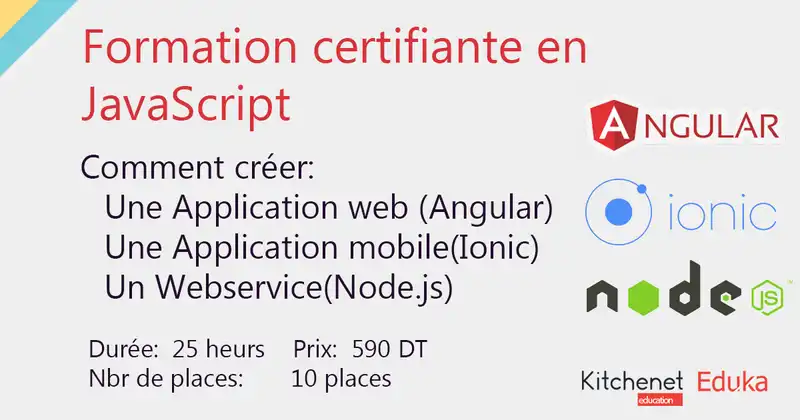 Formation certifiante en
JavaScript
Comment créer:
Une Application web (Angular)
Une Application mobile(Ionic)
Un Webservice(Node.js)
Durée: 25 heurs Prix: 590 DT
Nbr de places: 10 places
ANGULAR
ionic
node JS
Kitchenet Eduka
education